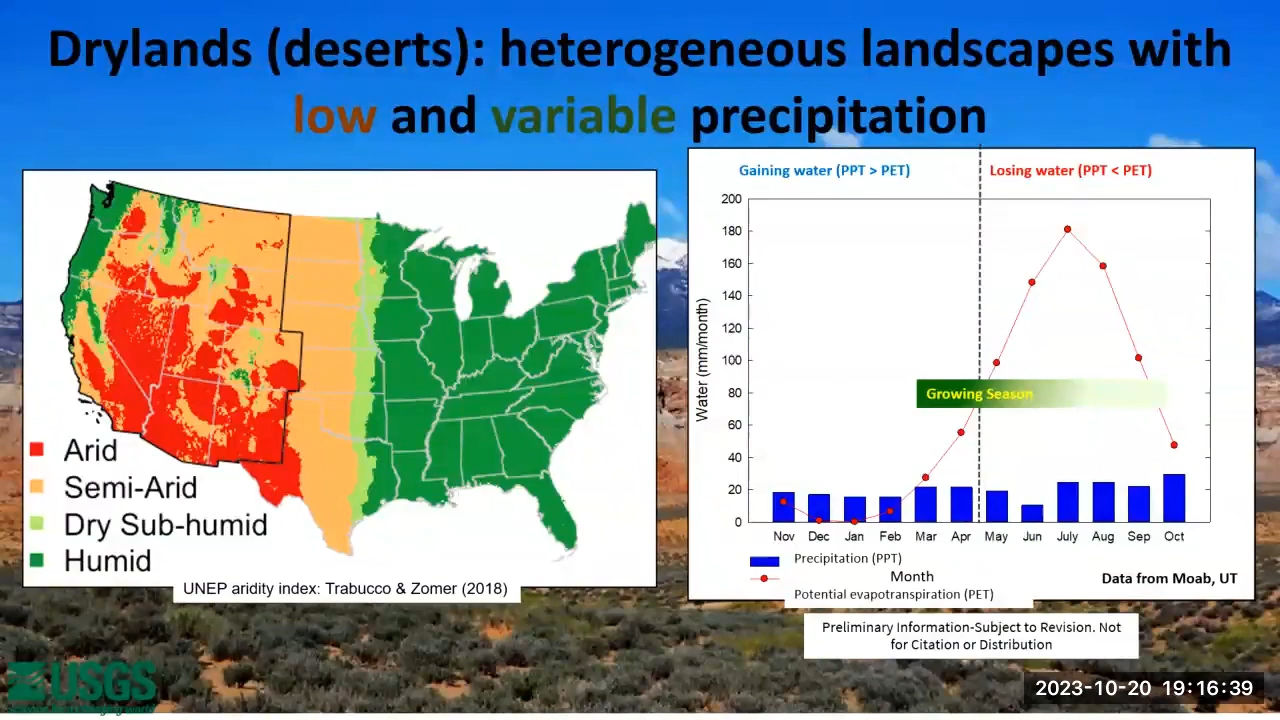 Drylands (deserts): heterogeneous landscapes with
low and variable precipitation
Arid
Semi-Arid
Dry Sub-humid
Humid
UNEP aridity index: Trabucco & Zomer (2018)
Gaining water (PPT > PET)
Losing water (PPT < PET)
Water (mm/month)
200
180
160
140
120
100
80
60
40
20
0
Growing Season
Nov Dec Jan Feb Mar Apr May Jun July Aug Sep Oct
Precipitation (PPT)
Month
Potential evapotranspiration (PET)
Data from Moab, UT
Preliminary Information-Subject to Revision. Not
for Citation or Distribution
USGS
2023-10-20 19:16:39